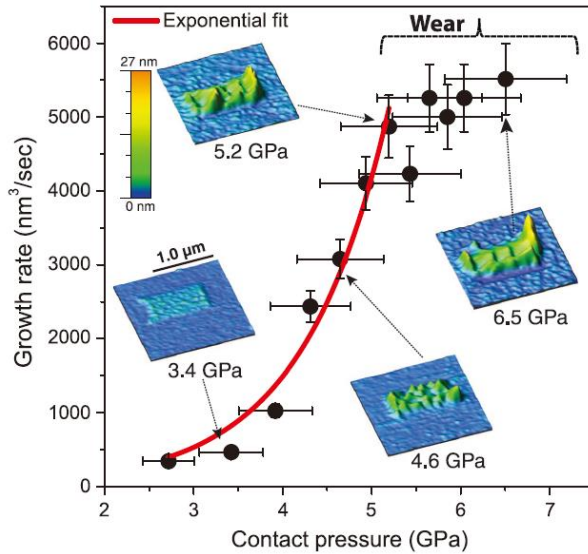 Exponential fit
Wear
27 nm
0 nm
5.2 GPa
1.0 µm
3.4 GPa
4.6 GPa
6.5 GPa
Growth rate (nm³/sec)
6000
5000
4000
3000
2000
1000
0
2 3 4 5 6 7
Contact pressure (GPa)